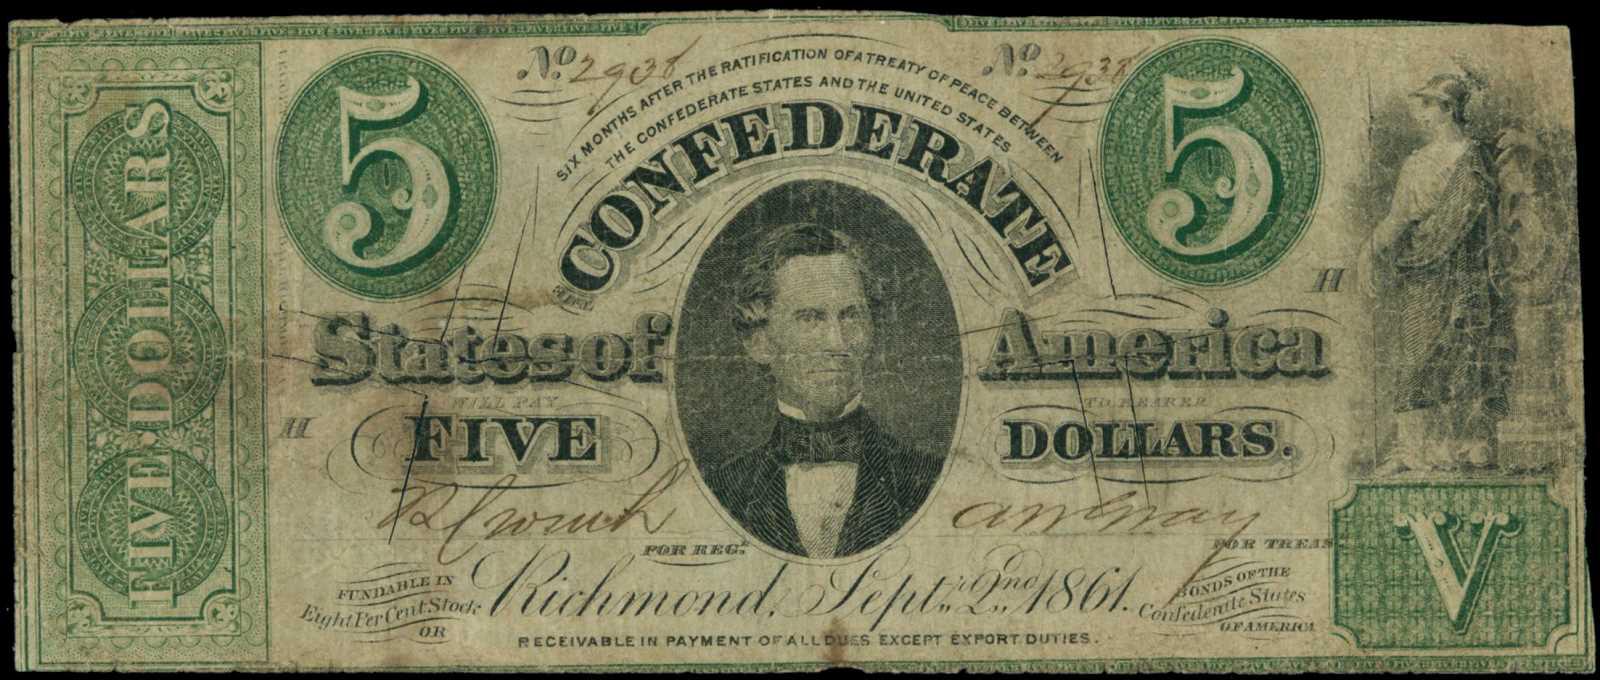 No 2938
No 2938
5
5
SIX MONTHS AFTER THE RATIFICATION OF A TREATY OF PEACE BETWEEN
THE CONFEDERATE STATES AND THE UNITED STATES
CONFEDERATE
States of America
H
H
WILL PAY TO BEARER
FIVE DOLLARS.
FIVE DOLLARS
FOR REGr.
FOR TREAS
Richmond, Septr. 2nd 1861.
FUNDABLE IN
Eight Per Cent Stock
OR
BONDS OF THE
Confederate States
OF AMERICA
RECEIVABLE IN PAYMENT OF ALL DUES EXCEPT EXPORT DUTIES.
V